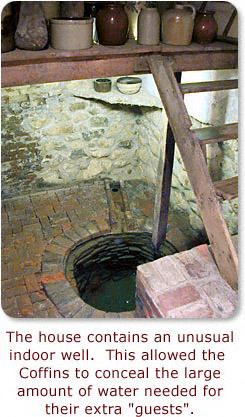 The house contains an unusual
indoor well.  This allowed the
Coffins to conceal the large
amount of water needed for
their extra "guests".